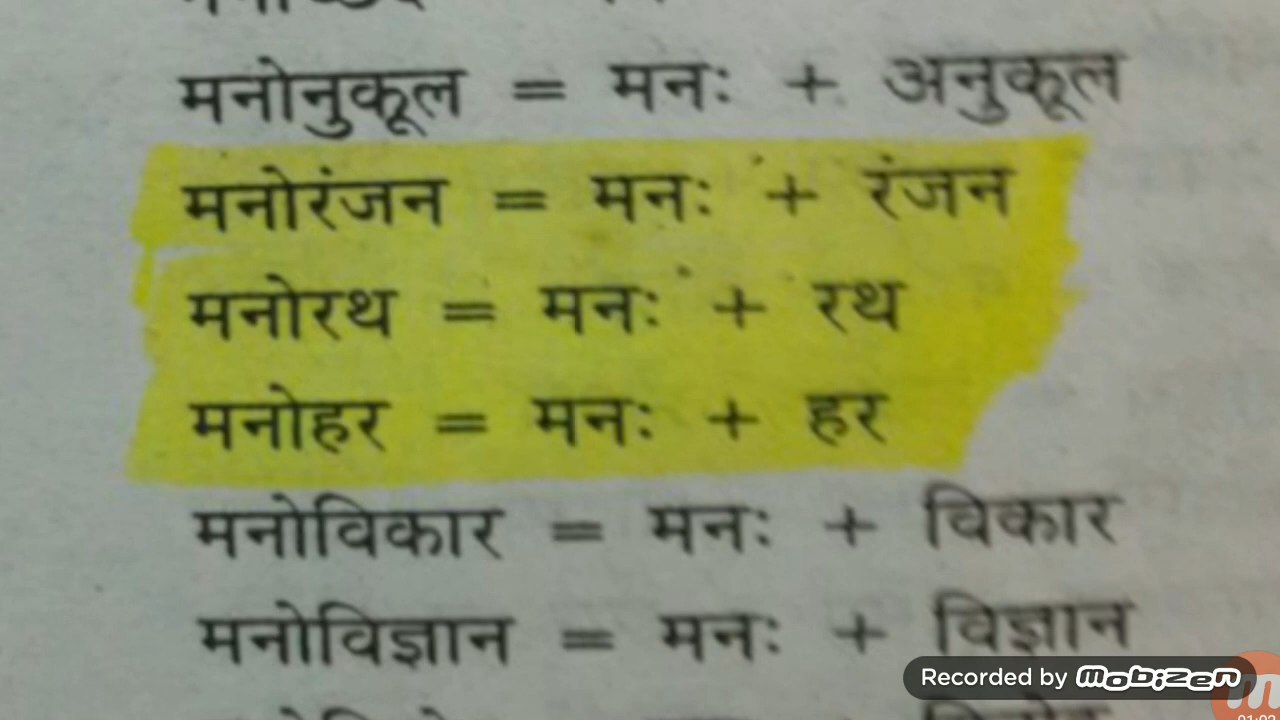 मनोनुकूल = मनः + अनुकूल
मनोरंजन = मनः + रंजन
मनोरथ = मनः + रथ
मनोहर = मनः + हर
मनोविकार = मनः + विकार
मनोविज्ञान = मनः + विज्ञान
Recorded by mobizen